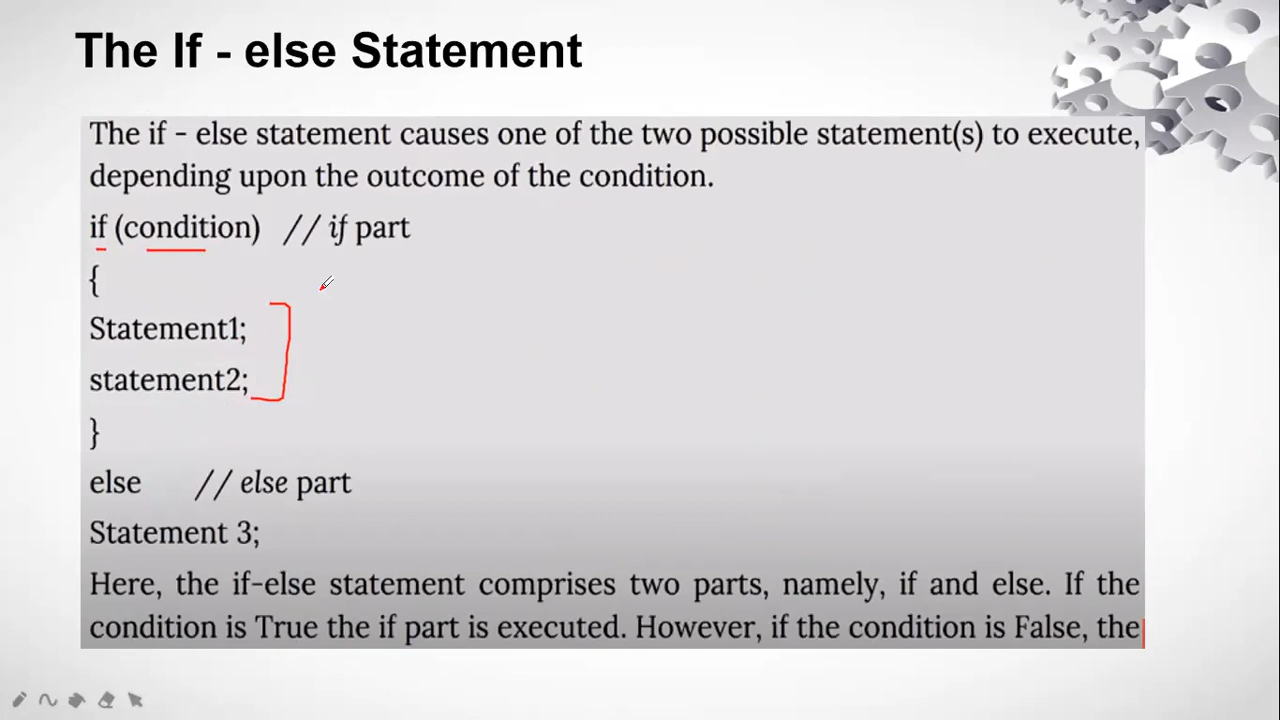 The If - else Statement
The if - else statement causes one of the two possible statement(s) to execute,
depending upon the outcome of the condition.
if (condition) // if part
{
Statement1;
statement2;
}
else // else part
Statement 3;
Here, the if-else statement comprises two parts, namely, if and else. If the
condition is True the if part is executed. However, if the condition is False, the